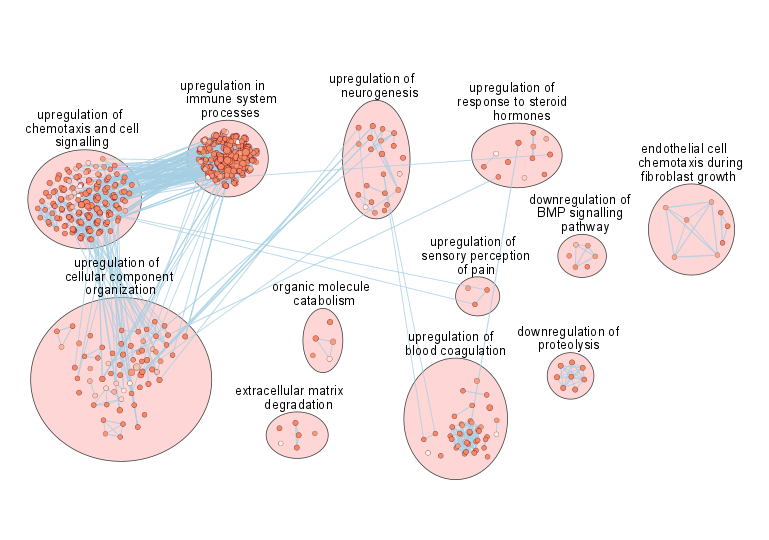 upregulation of
chemotaxis and cell
signalling
upregulation in
immune system
processes
upregulation of
neurogenesis
upregulation of
response to steroid
hormones
endothelial cell
chemotaxis during
fibroblast growth
downregulation of
BMP signalling
pathway
upregulation of
sensory perception
of pain
upregulation of
cellular component
organization
organic molecule
catabolism
upregulation of
blood coagulation
downregulation of
proteolysis
extracellular matrix
degradation